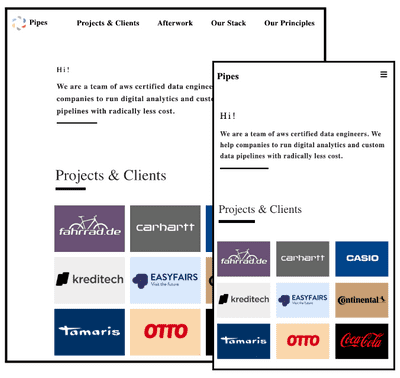 Pipes
Projects & Clients
Afterwork
Our Stack
Our Principles
Hi!
We are a team of aws certified data enginee
companies to run digital analytics and custo
pipelines with radically less cost.
Projects & Clients
fahrrad.de
carhartt
kreditech
EASYFAIRS
Visit the future
Tamaris
OTTO
Pipes
Hi!
We are a team of aws certified data engineers. We
help companies to run digital analytics and custom
data pipelines with radically less cost.
Projects & Clients
fahrrad.de
carhartt
CASIO
kreditech
EASYFAIRS
Visit the future
Continental
Tamaris
OTTO
Coca-Cola